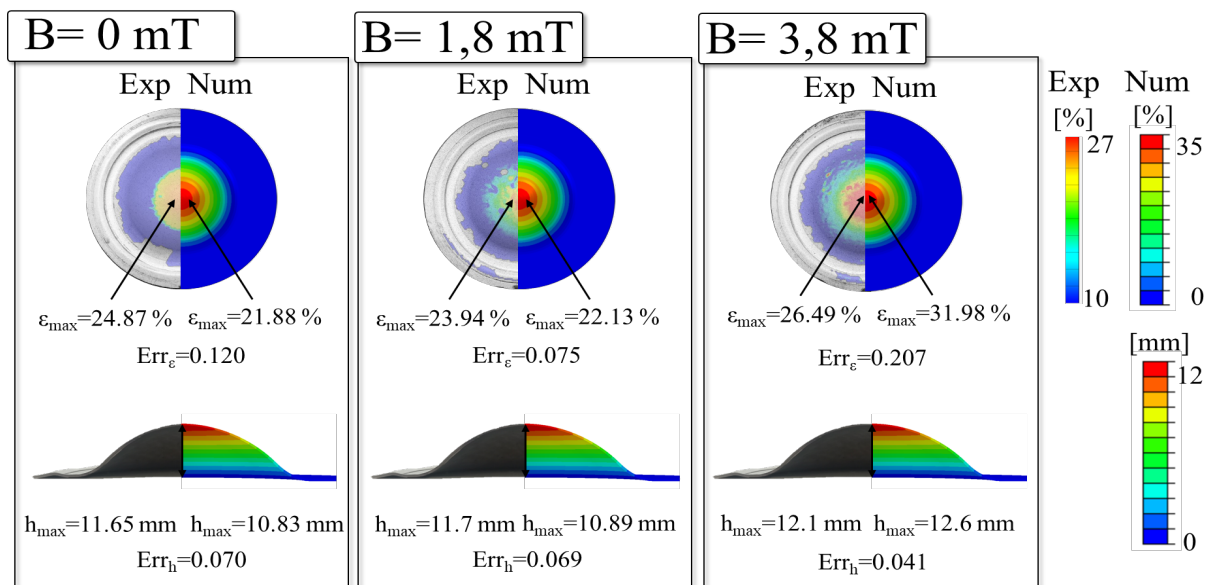 B= 0 mT
B= 1,8 mT
B= 3,8 mT
Exp Num
Exp Num
Exp Num
Exp Num
[%] [%]
27
35
10
0
εmax=24.87 % εmax=21.88 %
Errε=0.120
εmax=23.94 % εmax=22.13 %
Errε=0.075
εmax=26.49 % εmax=31.98 %
Errε=0.207
[mm]
12
0
hmax=11.65 mm hmax=10.83 mm
Errh=0.070
hmax=11.7 mm hmax=10.89 mm
Errh=0.069
hmax=12.1 mm hmax=12.6 mm
Errh=0.041